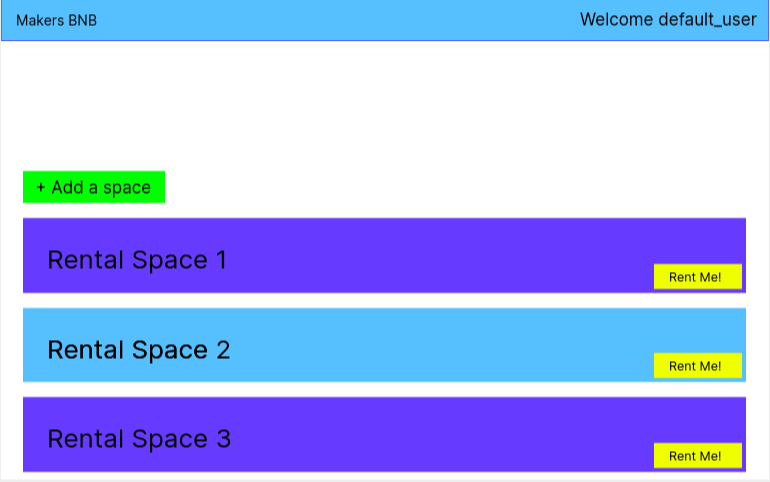 Makers BNB
Welcome default_user
+ Add a space
Rental Space 1
Rent Me!
Rental Space 2
Rent Me!
Rental Space 3
Rent Me!